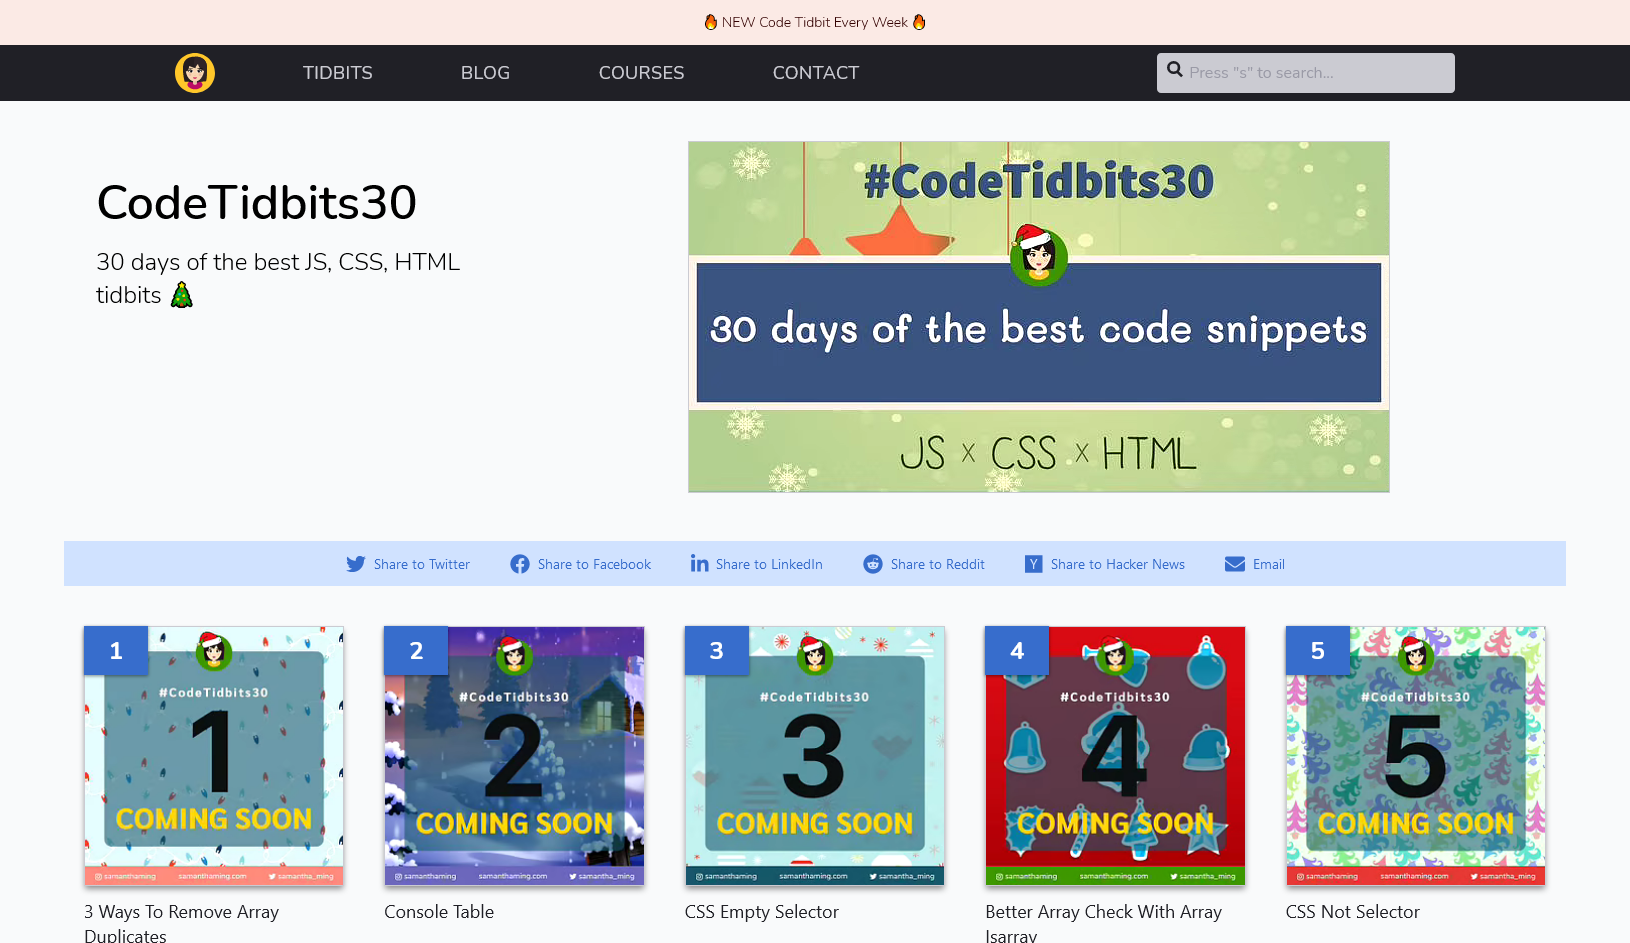 NEW Code Tidbit Every Week
TIDBITS
BLOG
COURSES
CONTACT
Press "s" to search...
CodeTidbits30
30 days of the best JS, CSS, HTML
tidbits
#CodeTidbits30
30 days of the best code snippets
JS x CSS x HTML
Share to Twitter
Share to Facebook
Share to LinkedIn
Share to Reddit
Share to Hacker News
Email
1
#CodeTidbits30
1
COMING SOON
samanthaming
samanthaming.com
samantha_ming
3 Ways To Remove Array
Duplicates
2
#CodeTidbits30
2
COMING SOON
samanthaming
samanthaming.com
samantha_ming
Console Table
3
#CodeTidbits30
3
COMING SOON
samanthaming
samanthaming.com
samantha_ming
CSS Empty Selector
4
#CodeTidbits30
4
COMING SOON
samanthaming
samanthaming.com
samantha_ming
Better Array Check With Array
Isarray
5
#CodeTidbits30
5
COMING SOON
samanthaming
samanthaming.com
samantha_ming
CSS Not Selector